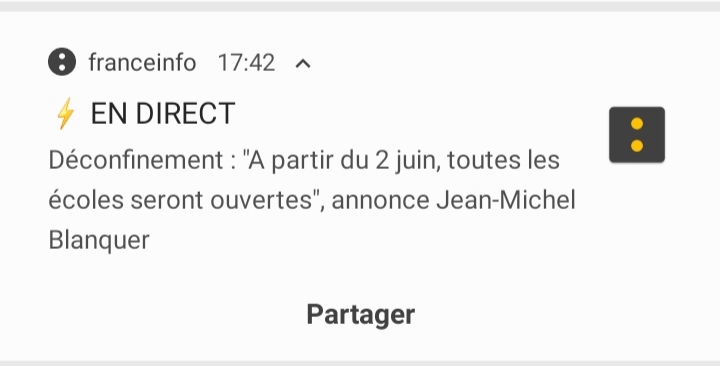 franceinfo 17:42
⚡ EN DIRECT
Déconfinement : "A partir du 2 juin, toutes les
écoles seront ouvertes", annonce Jean-Michel
Blanquer
Partager